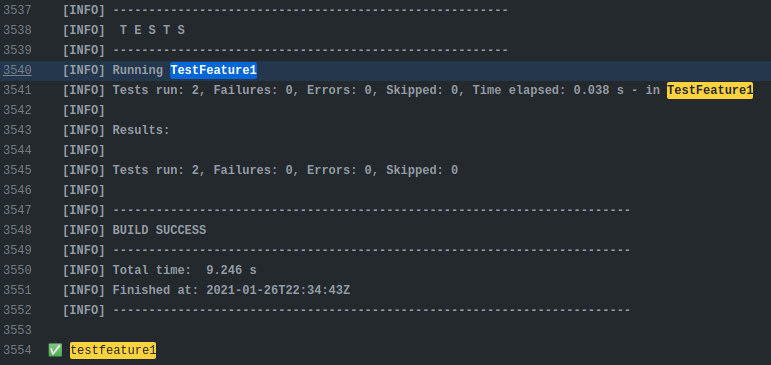 3537 [INFO] -------------------------------------------------------
3538 [INFO]  T E S T S
3539 [INFO] -------------------------------------------------------
3540 [INFO] Running TestFeature1
3541 [INFO] Tests run: 2, Failures: 0, Errors: 0, Skipped: 0, Time elapsed: 0.038 s - in TestFeature1
3542 [INFO]
3543 [INFO] Results:
3544 [INFO]
3545 [INFO] Tests run: 2, Failures: 0, Errors: 0, Skipped: 0
3546 [INFO]
3547 [INFO] ------------------------------------------------------------------------
3548 [INFO] BUILD SUCCESS
3549 [INFO] ------------------------------------------------------------------------
3550 [INFO] Total time:  9.246 s
3551 [INFO] Finished at: 2021-01-26T22:34:43Z
3552 [INFO] ------------------------------------------------------------------------
3553
3554 ✅ testfeature1